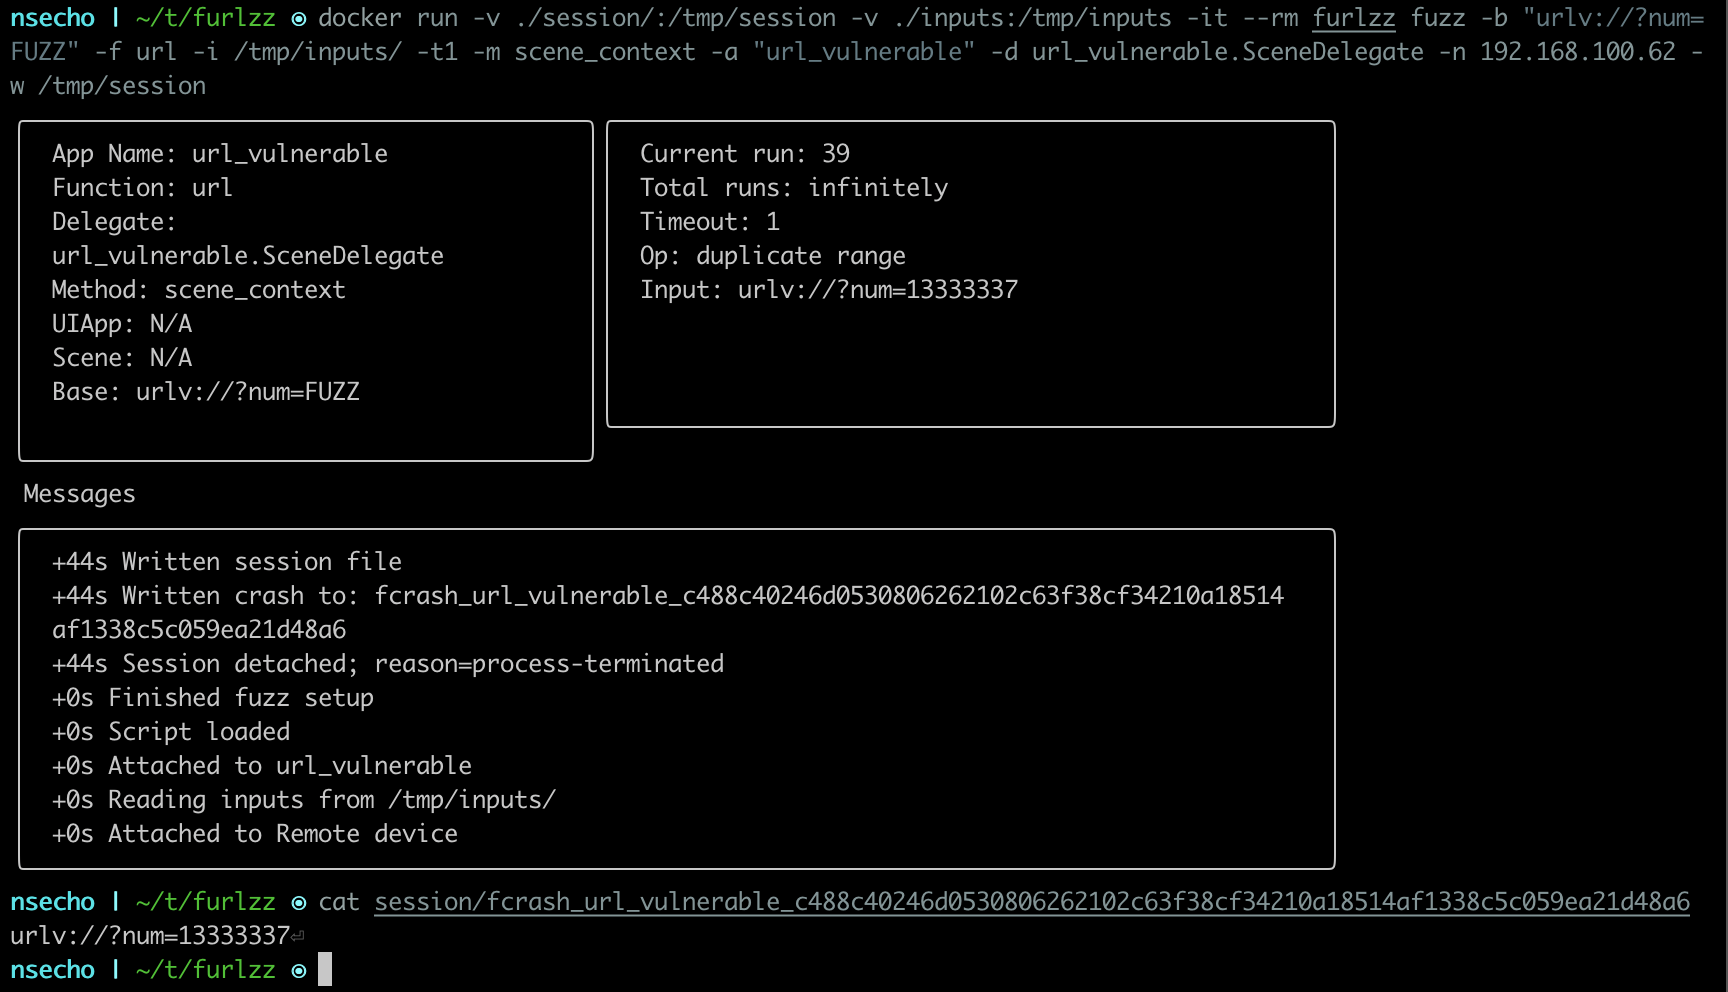 nsecho | ~/t/furlzz ⊙ docker run -v ./session/:/tmp/session -v ./inputs:/tmp/inputs -it --rm furlzz fuzz -b "urlv://?num=
FUZZ" -f url -i /tmp/inputs/ -t1 -m scene_context -a "url_vulnerable" -d url_vulnerable.SceneDelegate -n 192.168.100.62 -
w /tmp/session
App Name: url_vulnerable
Function: url
Delegate:
url_vulnerable.SceneDelegate
Method: scene_context
UIApp: N/A
Scene: N/A
Base: urlv://?num=FUZZ
Current run: 39
Total runs: infinitely
Timeout: 1
Op: duplicate range
Input: urlv://?num=13333337
Messages
+44s Written session file
+44s Written crash to: fcrash_url_vulnerable_c488c40246d0530806262102c63f38cf34210a18514
af1338c5c059ea21d48a6
+44s Session detached; reason=process-terminated
+0s Finished fuzz setup
+0s Script loaded
+0s Attached to url_vulnerable
+0s Reading inputs from /tmp/inputs/
+0s Attached to Remote device
nsecho | ~/t/furlzz ⊙ cat session/fcrash_url_vulnerable_c488c40246d0530806262102c63f38cf34210a18514af1338c5c059ea21d48a6
urlv://?num=13333337⏎
nsecho | ~/t/furlzz ⊙